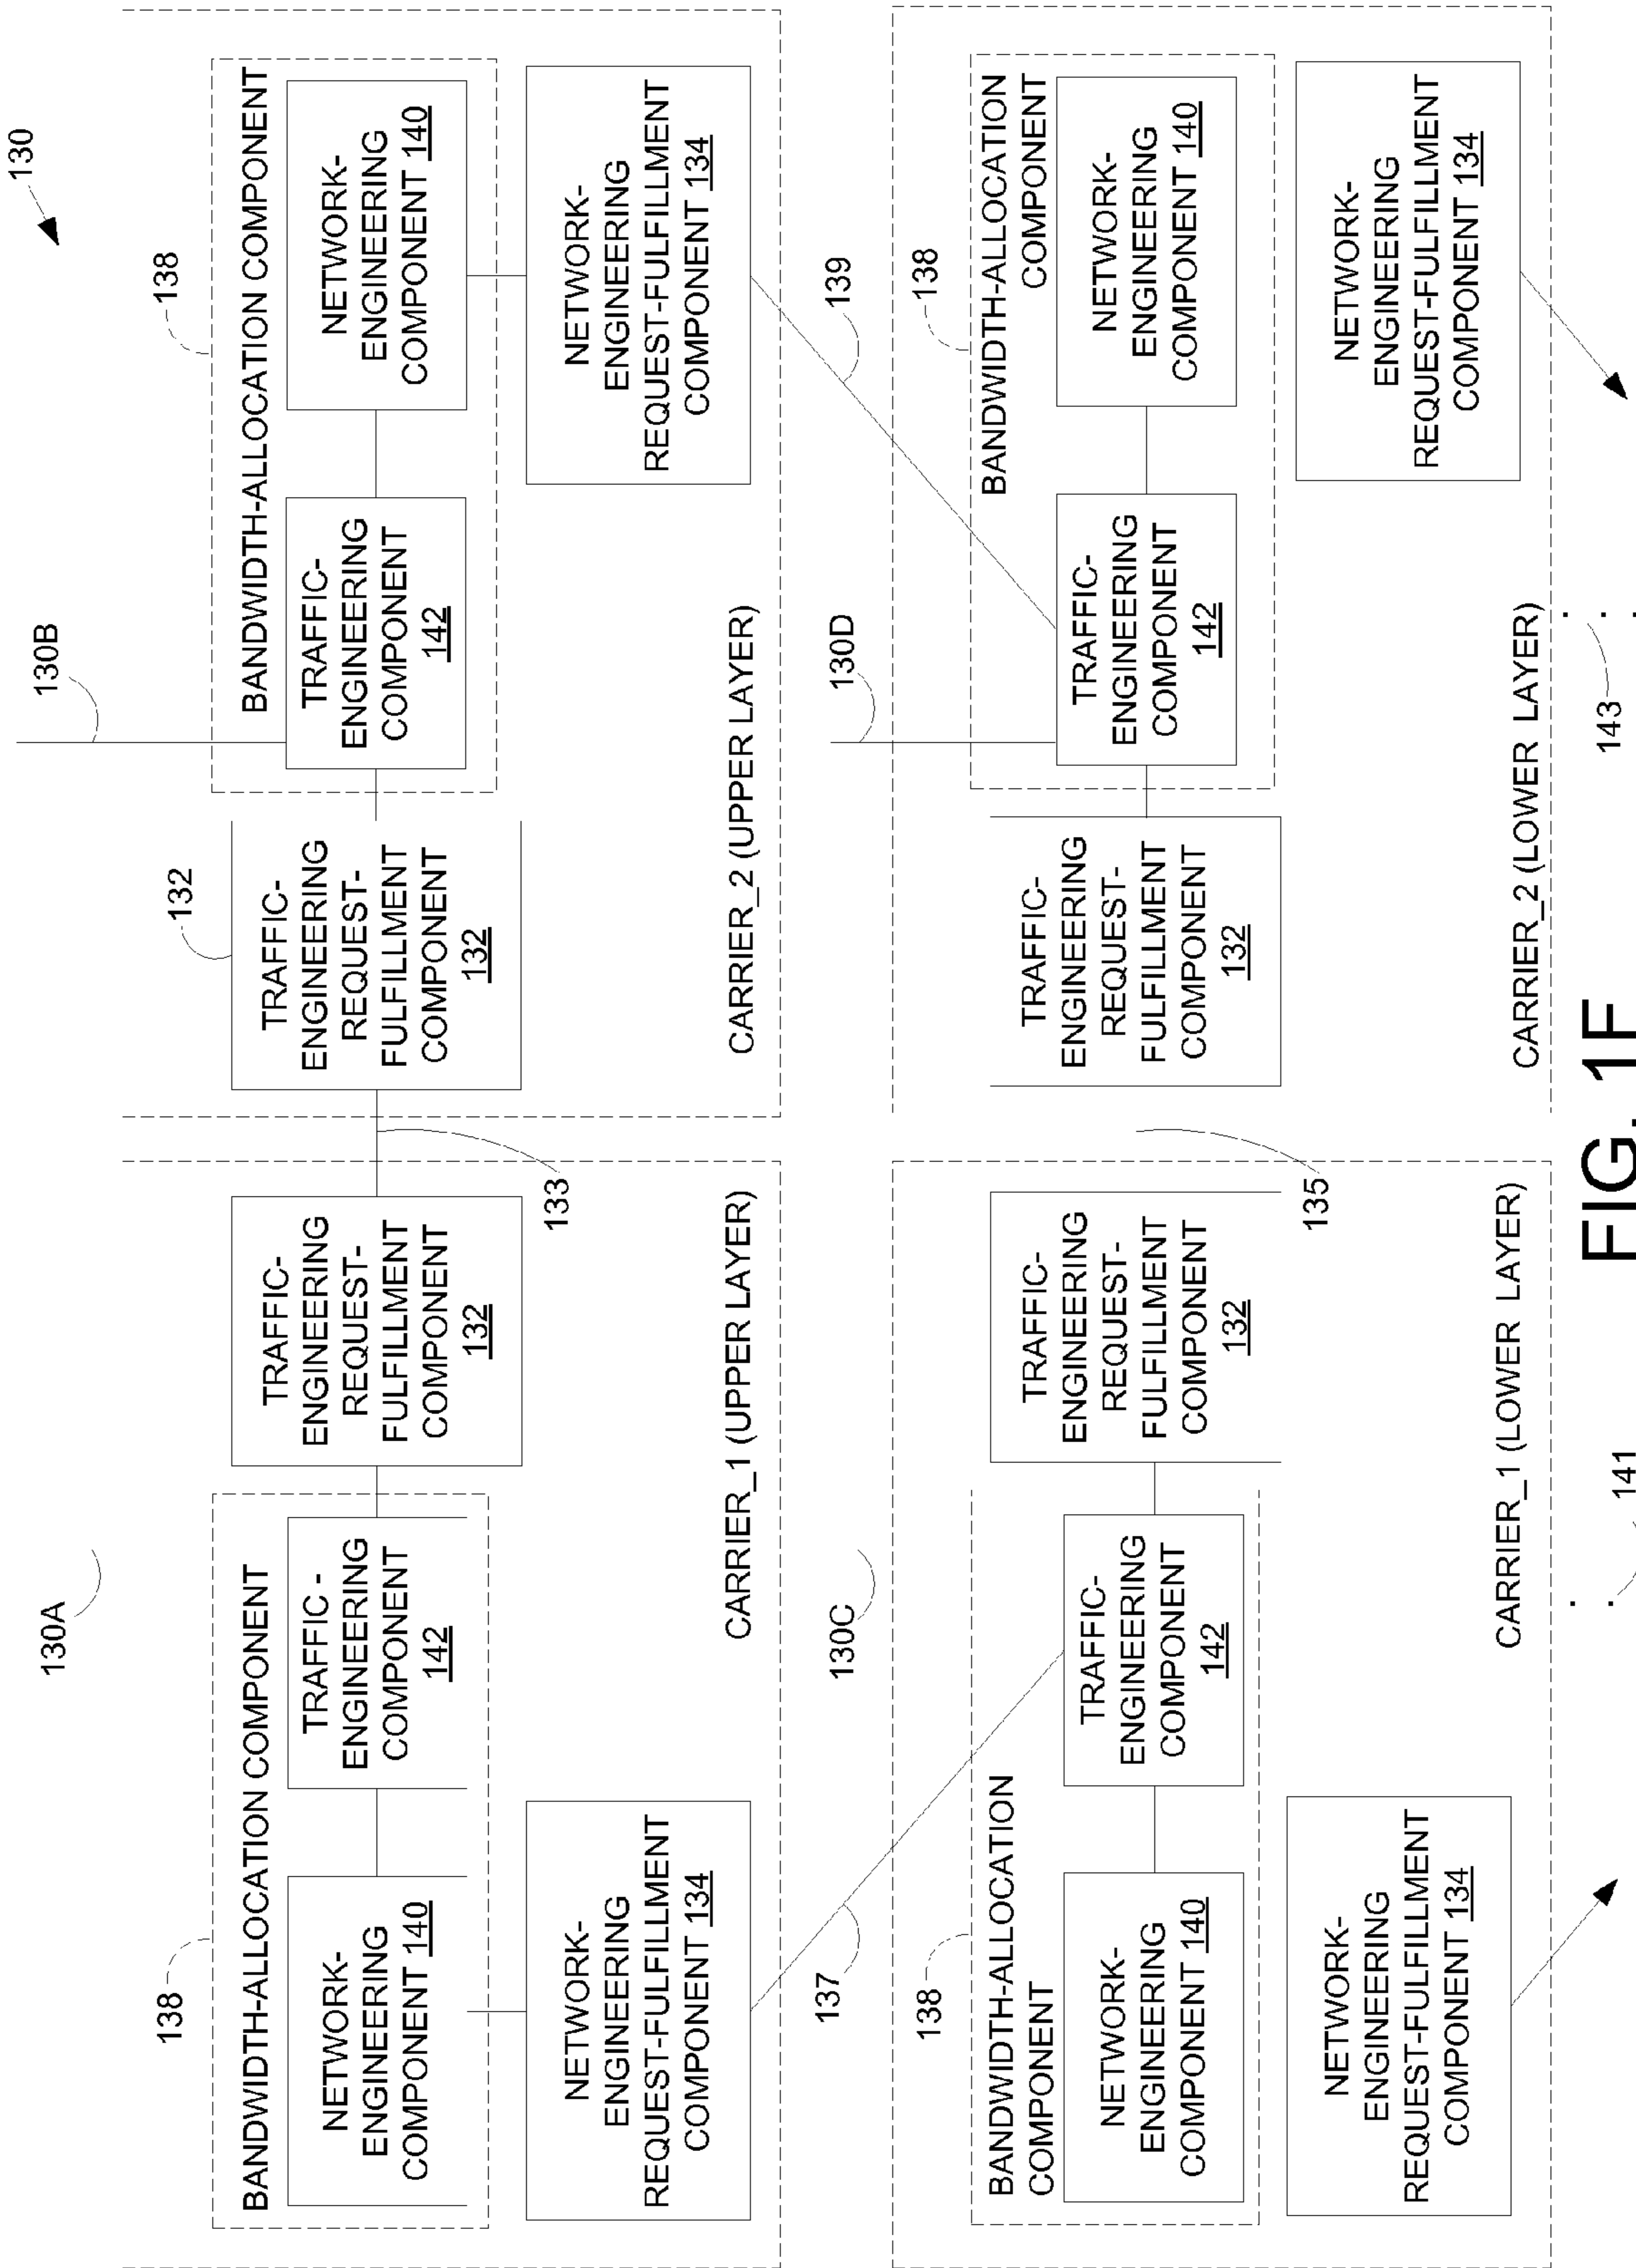 130
130A
130B
138
138
BANDWIDTH-ALLOCATION COMPONENT
NETWORK-
ENGINEERING
COMPONENT 140
TRAFFIC -
ENGINEERING
COMPONENT
142
TRAFFIC-
ENGINEERING
REQUEST-
FULFILLMENT
COMPONENT
132
132
TRAFFIC-
ENGINEERING
REQUEST-
FULFILLMENT
COMPONENT
132
BANDWIDTH-ALLOCATION COMPONENT
TRAFFIC-
ENGINEERING
COMPONENT
142
NETWORK-
ENGINEERING
COMPONENT 140
NETWORK-
ENGINEERING
REQUEST-FULFILLMENT
COMPONENT 134
133
NETWORK-
ENGINEERING
REQUEST-FULFILLMENT
COMPONENT 134
CARRIER_1 (UPPER LAYER)
CARRIER_2 (UPPER LAYER)
137
130C
130D
139
138
138
BANDWIDTH-ALLOCATION
COMPONENT
NETWORK-
ENGINEERING
COMPONENT 140
TRAFFIC-
ENGINEERING
COMPONENT
142
TRAFFIC-
ENGINEERING
REQUEST-
FULFILLMENT
COMPONENT
132
TRAFFIC-
ENGINEERING
REQUEST-
FULFILLMENT
COMPONENT
132
BANDWIDTH-ALLOCATION
COMPONENT
TRAFFIC-
ENGINEERING
COMPONENT
142
NETWORK-
ENGINEERING
COMPONENT 140
135
NETWORK-
ENGINEERING
REQUEST-FULFILLMENT
COMPONENT 134
NETWORK-
ENGINEERING
REQUEST-FULFILLMENT
COMPONENT 134
CARRIER_1 (LOWER LAYER)
CARRIER_2 (LOWER LAYER)
141
143